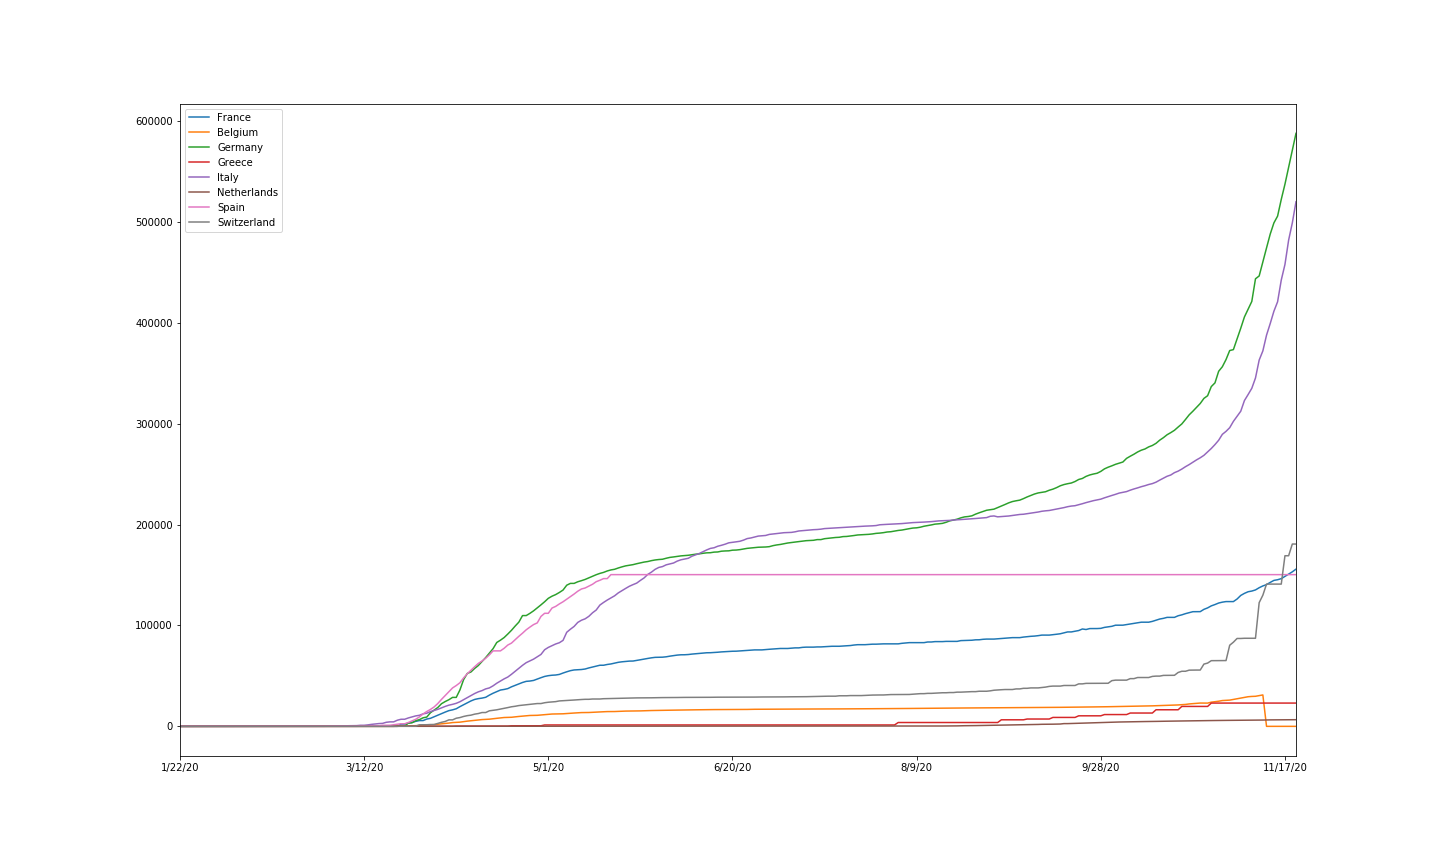 France
Belgium
Germany
Greece
Italy
Netherlands
Spain
Switzerland
600000
500000
400000
300000
200000
100000
0
1/22/20 3/12/20 5/1/20 6/20/20 8/9/20 9/28/20 11/17/20